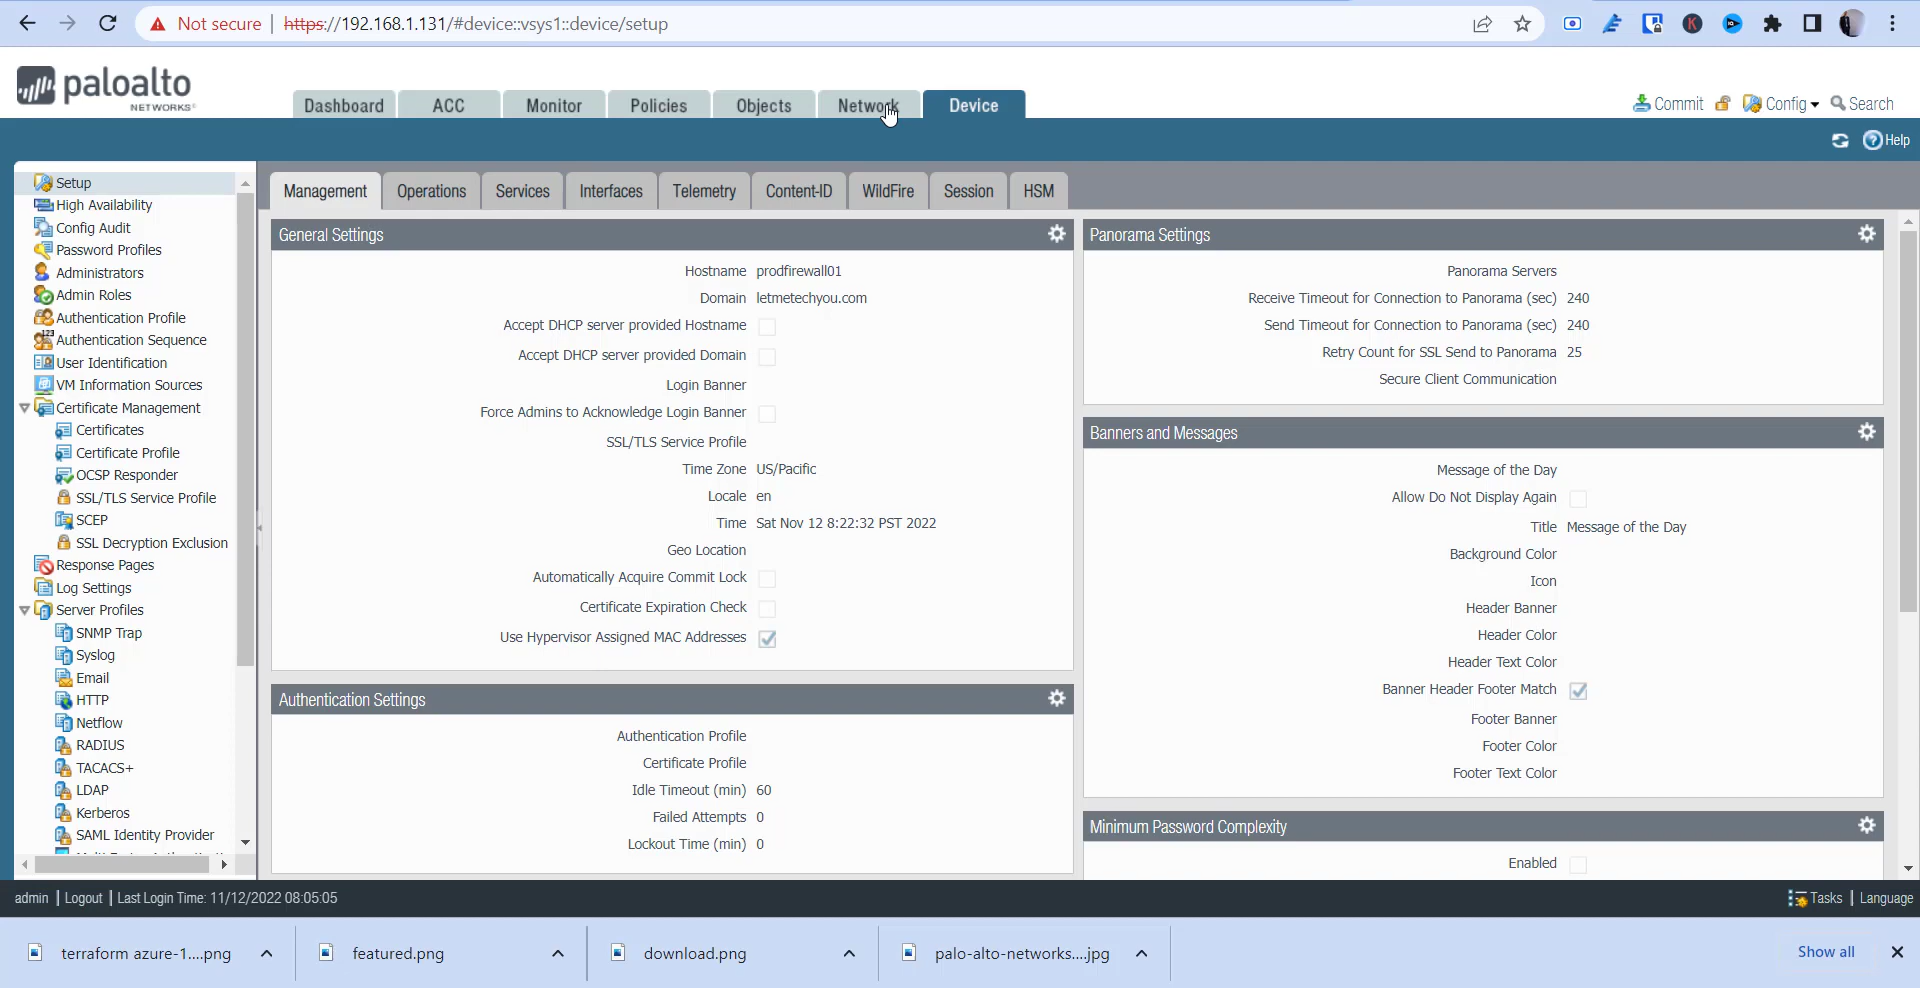 Not secure | https://192.168.1.131/#device::vsys1::device/setup
paloalto
NETWORKS
Dashboard
ACC
Monitor
Policies
Objects
Network
Device
Commit
Config
Search
Help
Setup
High Availability
Config Audit
Password Profiles
Administrators
Admin Roles
Authentication Profile
Authentication Sequence
User Identification
VM Information Sources
Certificate Management
Certificates
Certificate Profile
OCSP Responder
SSL/TLS Service Profile
SCEP
SSL Decryption Exclusion
Response Pages
Log Settings
Server Profiles
SNMP Trap
Syslog
Email
HTTP
Netflow
RADIUS
TACACS+
LDAP
Kerberos
SAML Identity Provider
Management
Operations
Services
Interfaces
Telemetry
Content-ID
WildFire
Session
HSM
General Settings
Hostname prodfirewall01
Domain letmetechyou.com
Accept DHCP server provided Hostname
Accept DHCP server provided Domain
Login Banner
Force Admins to Acknowledge Login Banner
SSL/TLS Service Profile
Time Zone US/Pacific
Locale en
Time Sat Nov 12 8:22:32 PST 2022
Geo Location
Automatically Acquire Commit Lock
Certificate Expiration Check
Use Hypervisor Assigned MAC Addresses
Authentication Settings
Authentication Profile
Certificate Profile
Idle Timeout (min) 60
Failed Attempts 0
Lockout Time (min) 0
Panorama Settings
Panorama Servers
Receive Timeout for Connection to Panorama (sec) 240
Send Timeout for Connection to Panorama (sec) 240
Retry Count for SSL Send to Panorama 25
Secure Client Communication
Banners and Messages
Message of the Day
Allow Do Not Display Again
Title Message of the Day
Background Color
Icon
Header Banner
Header Color
Header Text Color
Banner Header Footer Match
Footer Banner
Footer Color
Footer Text Color
Minimum Password Complexity
Enabled
admin | Logout | Last Login Time: 11/12/2022 08:05:05
Tasks | Language
terraform azure-1....png
featured.png
download.png
palo-alto-networks....jpg
Show all